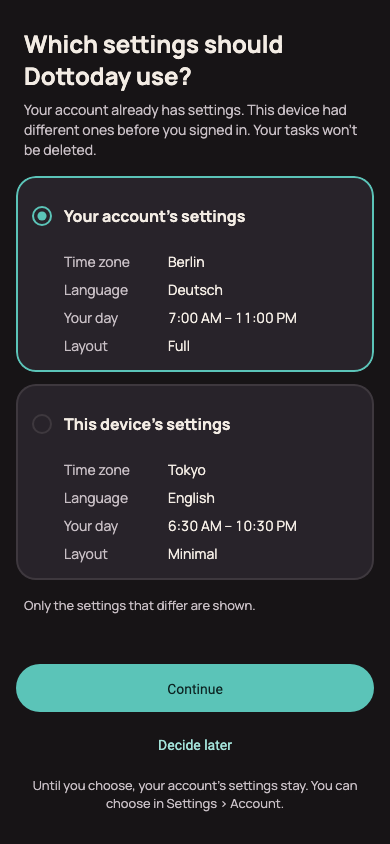 Which settings should
Dottoday use?
Your account already has settings. This device had
different ones before you signed in. Your tasks won't
be deleted.
Your account's settings
Time zone Berlin
Language Deutsch
Your day 7:00 AM – 11:00 PM
Layout Full
This device's settings
Time zone Tokyo
Language English
Your day 6:30 AM – 10:30 PM
Layout Minimal
Only the settings that differ are shown.
Continue
Decide later
Until you choose, your account's settings stay. You can
choose in Settings > Account.